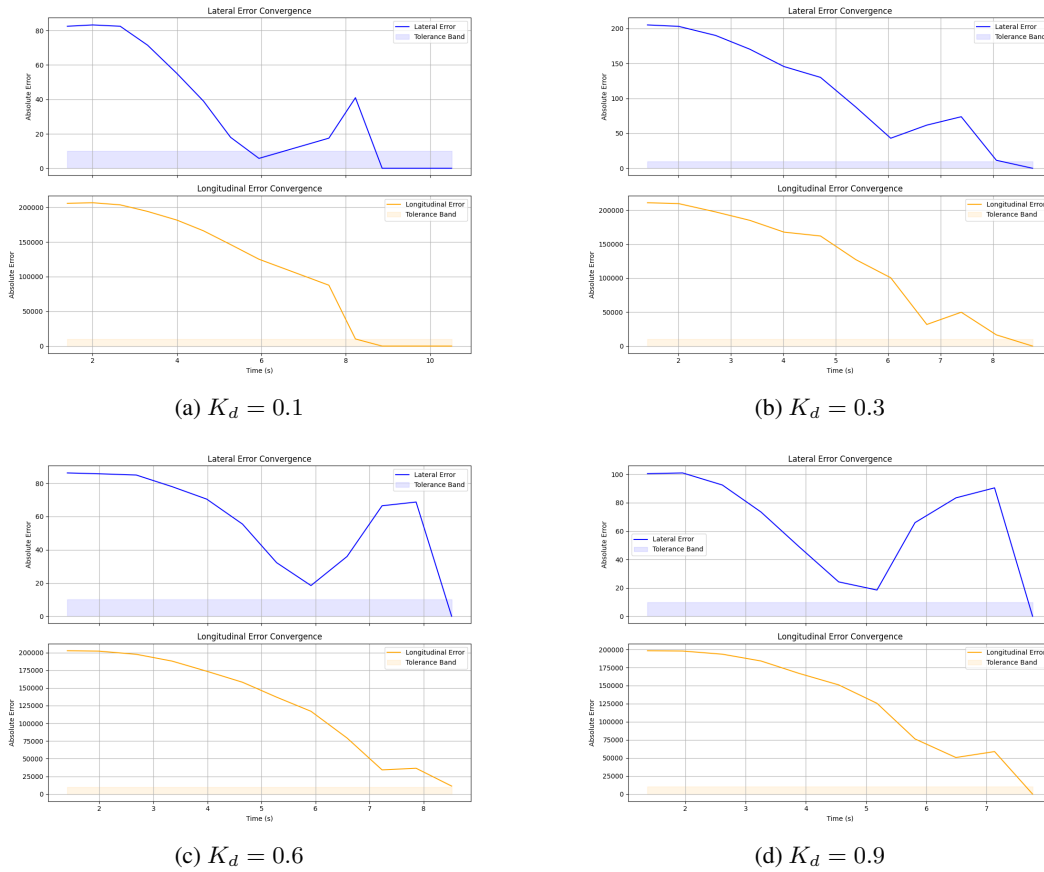 Lateral Error Convergence
Absolute Error
80
60
40
20
0
Lateral Error
Tolerance Band
Longitudinal Error Convergence
Absolute Error
200000
150000
100000
50000
0
Longitudinal Error
Tolerance Band
2 4 6 8 10
Time (s)
(a) K_d = 0.1
Lateral Error Convergence
Absolute Error
200
150
100
50
0
Lateral Error
Tolerance Band
Longitudinal Error Convergence
Absolute Error
200000
150000
100000
50000
0
Longitudinal Error
Tolerance Band
2 3 4 5 6 7 8
Time (s)
(b) K_d = 0.3
Lateral Error Convergence
Absolute Error
80
60
40
20
0
Lateral Error
Tolerance Band
Longitudinal Error Convergence
Absolute Error
200000
175000
150000
125000
100000
75000
50000
25000
0
Longitudinal Error
Tolerance Band
2 3 4 5 6 7 8
Time (s)
(c) K_d = 0.6
Lateral Error Convergence
Absolute Error
100
80
60
40
20
0
Lateral Error
Tolerance Band
Longitudinal Error Convergence
Absolute Error
200000
175000
150000
125000
100000
75000
50000
25000
0
Longitudinal Error
Tolerance Band
2 3 4 5 6 7
Time (s)
(d) K_d = 0.9